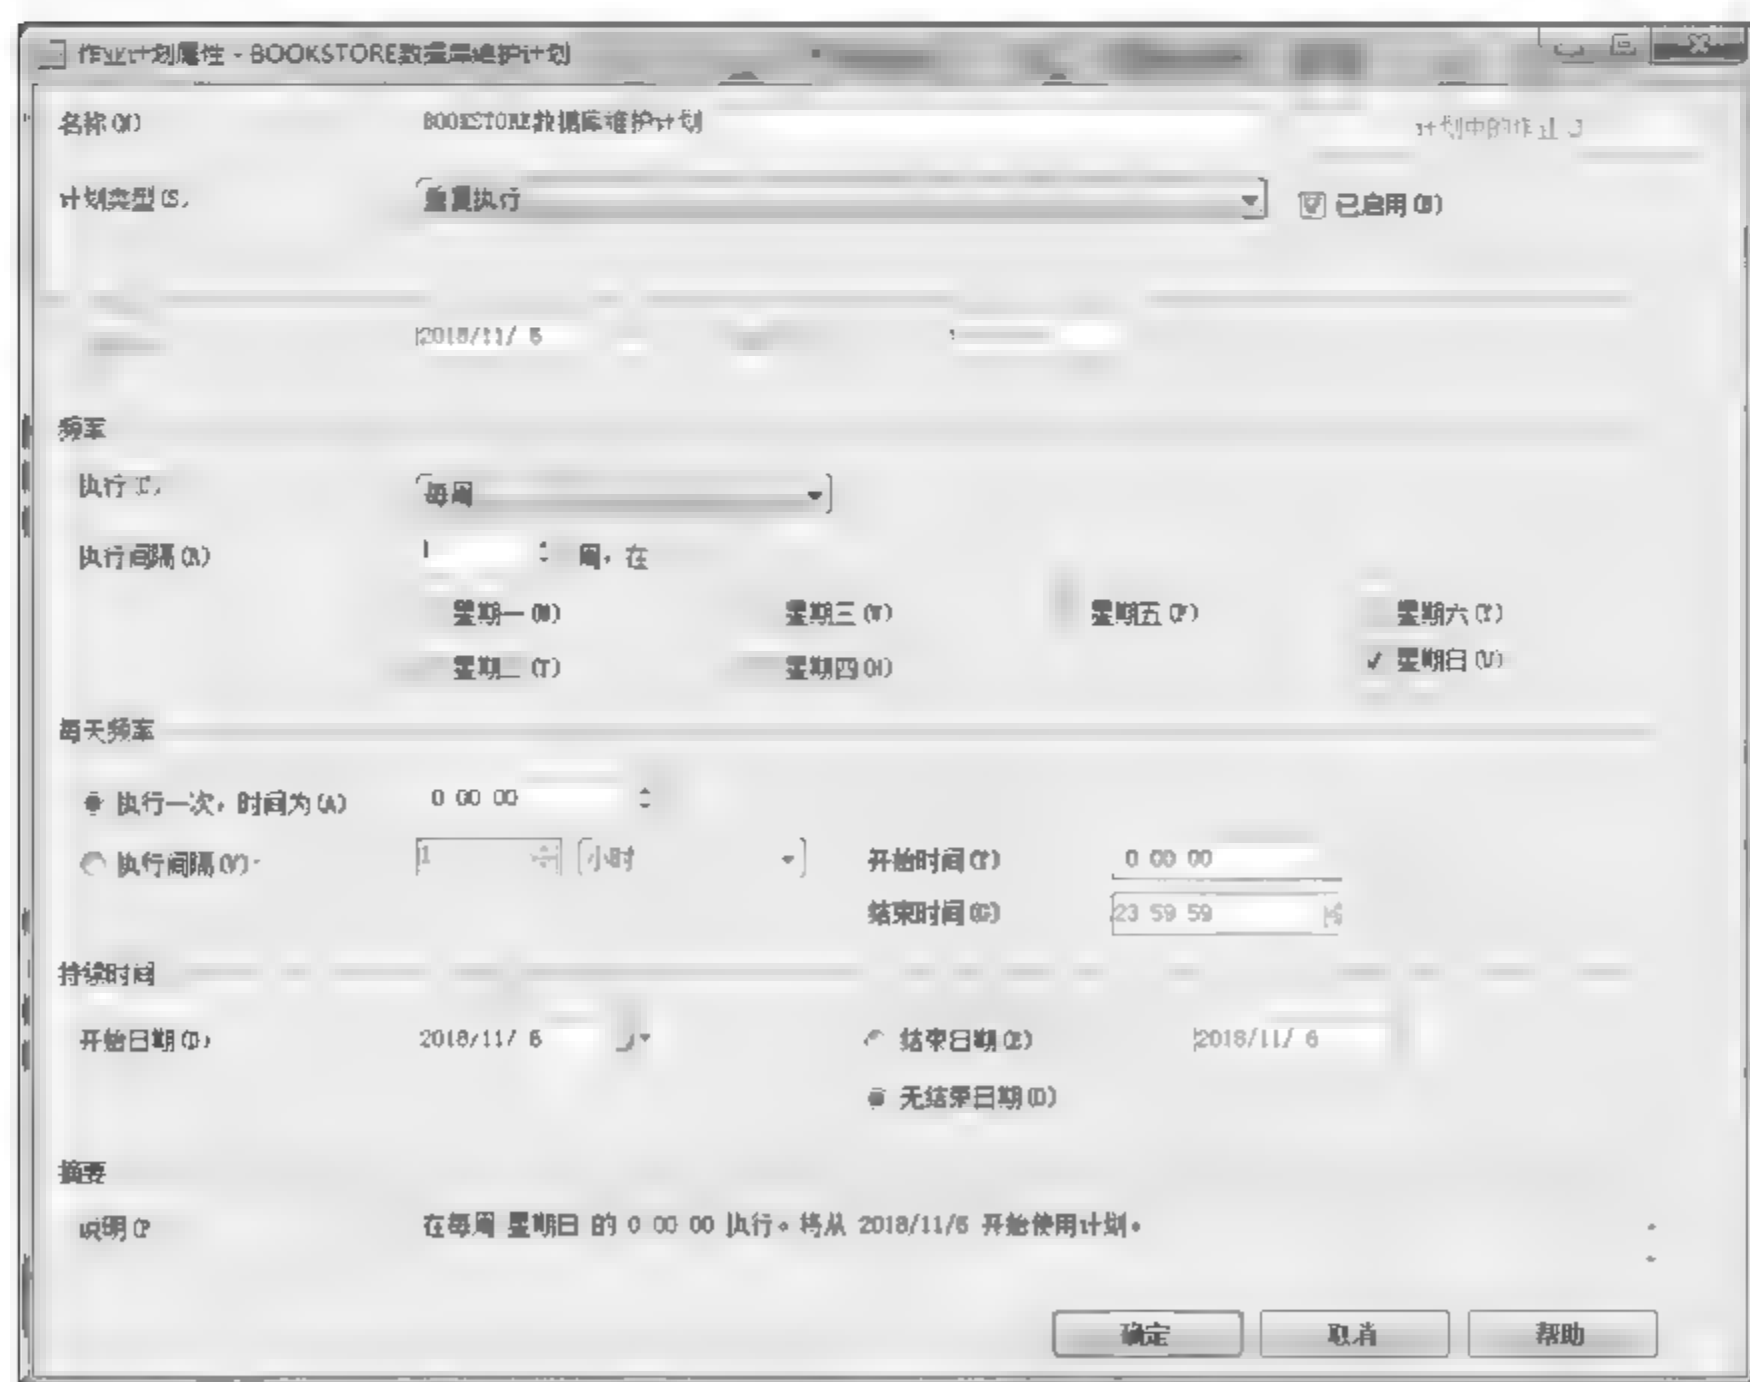 作业计划属性 - BOOKSTORE数据库维护计划
名称(N) BOOKSTORE数据库维护计划 计划中的作业(J)
计划类型(S) 重复执行 已启用(B)
2018/11/ 6
频率
执行(C) 每周
执行间隔(R) 1 周，在
星期一(M) 星期三(W) 星期五(F) 星期六(Y)
星期二(T) 星期四(H) 星期日(U)
每天频率
执行一次，时间为(A) 0 00 00
执行间隔(V) 1 小时 开始时间(I) 0 00 00
结束时间(G) 23 59 59
持续时间
开始日期(D) 2018/11/ 6 结束日期(E) 2018/11/ 6
无结束日期(O)
摘要
说明(P 在每周 星期日 的 0 00 00 执行。将从 2018/11/6 开始使用计划。
确定 取消 帮助